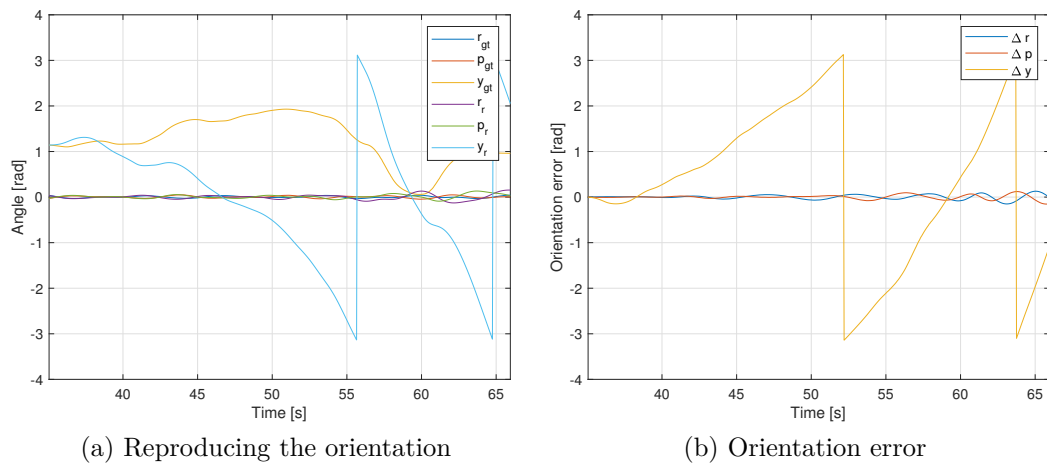 4
3
2
1
0
-1
-2
-3
-4
Angle [rad]
40 45 50 55 60 65
Time [s]
r_gt
p_gt
y_gt
r_r
p_r
y_r
(a) Reproducing the orientation
4
3
2
1
0
-1
-2
-3
-4
Orientation error [rad]
40 45 50 55 60 65
Time [s]
Δ r
Δ p
Δ y
(b) Orientation error